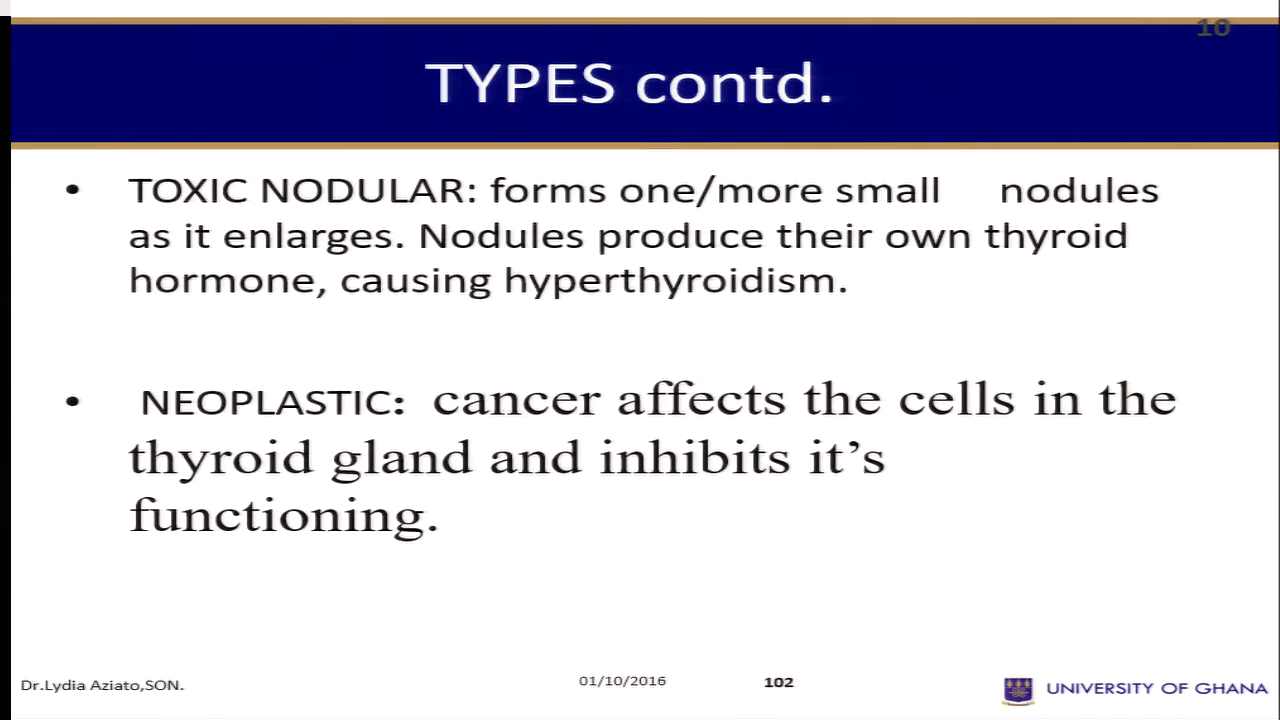 10
TYPES contd.
• TOXIC NODULAR: forms one/more small nodules
as it enlarges. Nodules produce their own thyroid
hormone, causing hyperthyroidism.
• NEOPLASTIC: cancer affects the cells in the
thyroid gland and inhibits it’s
functioning.
Dr.Lydia Aziato,SON.
01/10/2016
102
UNIVERSITY OF GHANA